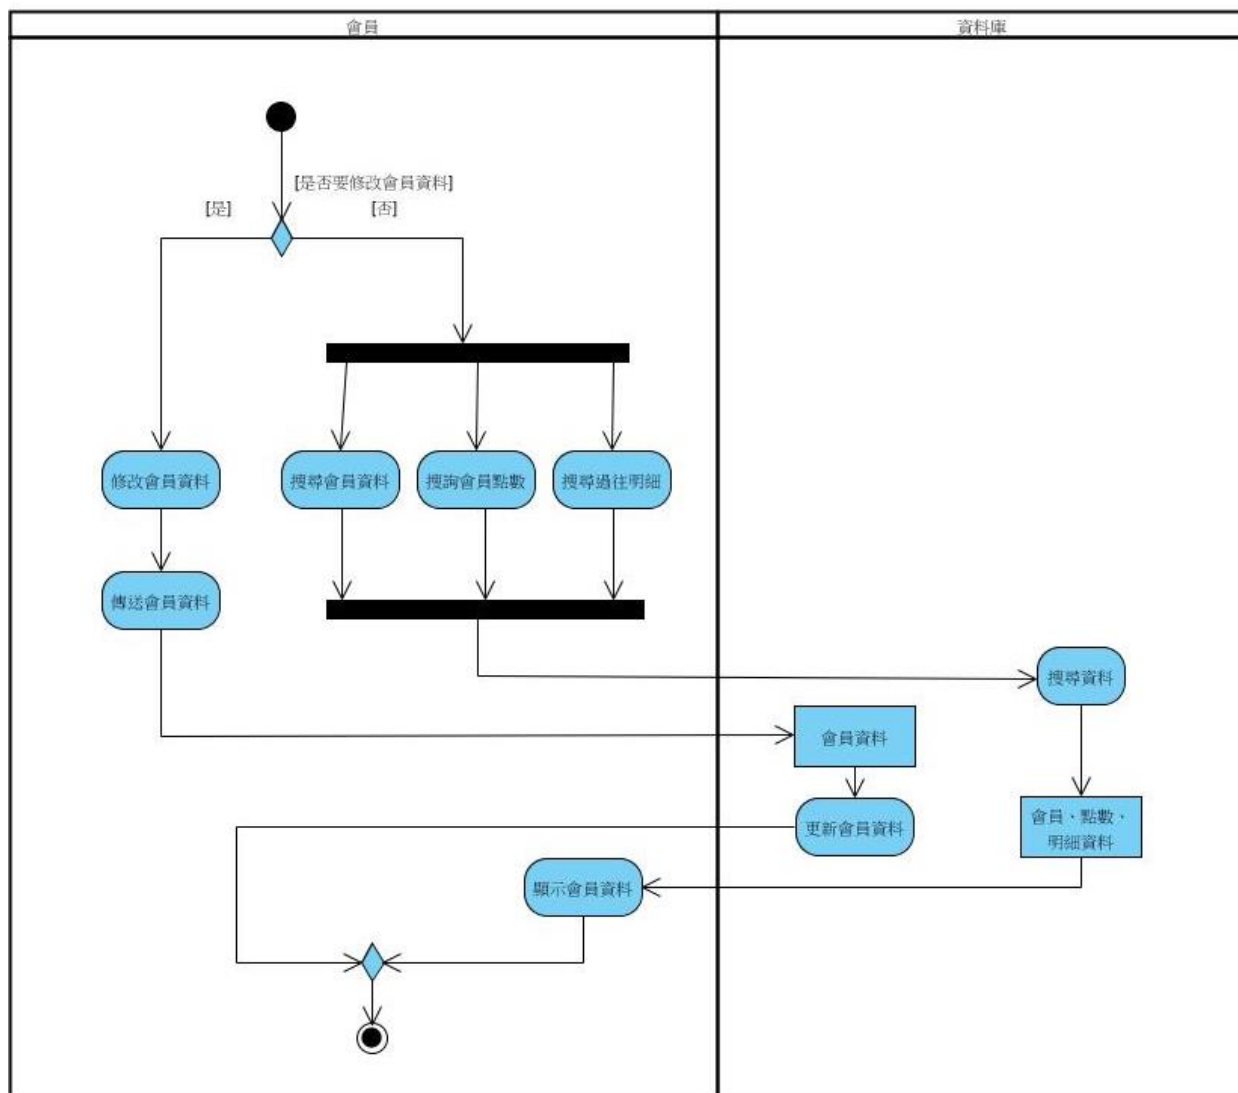 會員
資料庫
[是否要修改會員資料]
[是]
[否]
修改會員資料
搜尋會員資料
搜詢會員點數
搜尋過往明細
傳送會員資料
搜尋資料
會員資料
更新會員資料
會員、點數、
明細資料
顯示會員資料